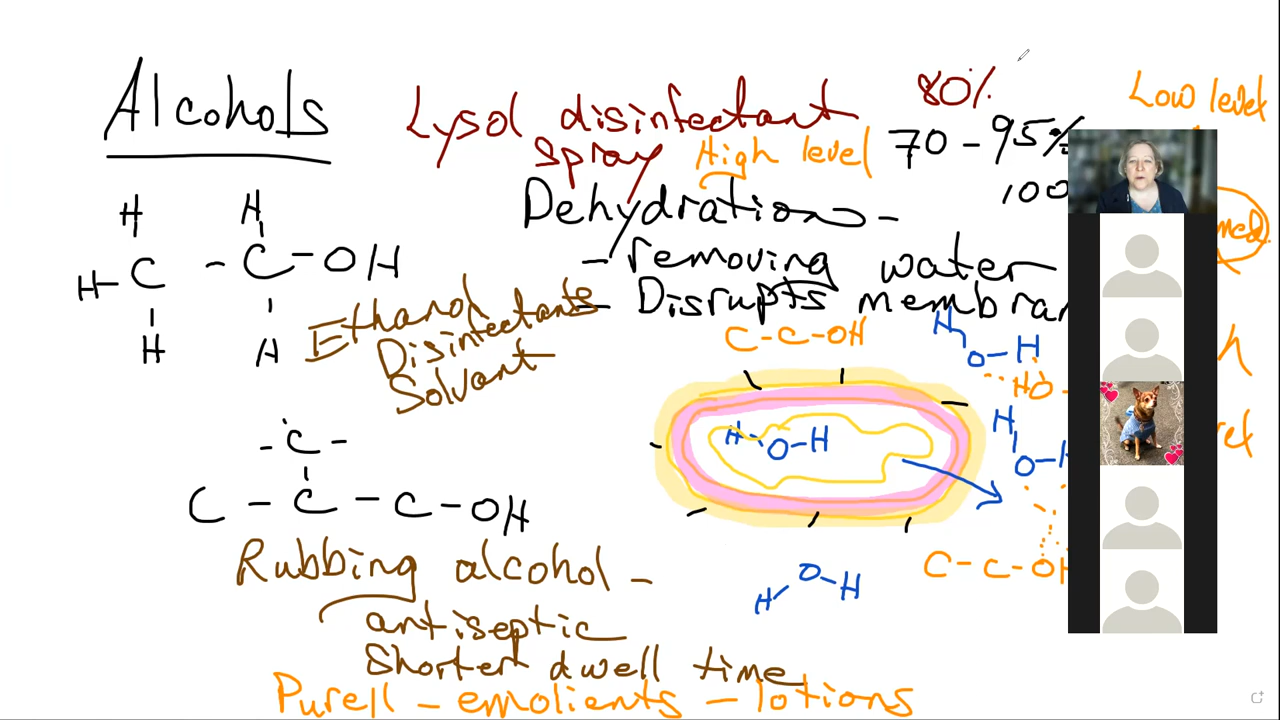 Alcohols
Lysol disinfectant
spray
80%
High level
70 - 95%
100
Low level
Dehydration -
- removing water
- Disrupts membran
H H
H - C - C - OH
H H
Ethanol
Disinfectants
Solvent
C - C - OH
H
O - H
HO -
H - O - H
H
O - H
- C -
C - C - C - OH
Rubbing alcohol -
antiseptic
Shorter dwell time
H - O - H
C - C - OH
Purell - emolients - lotions